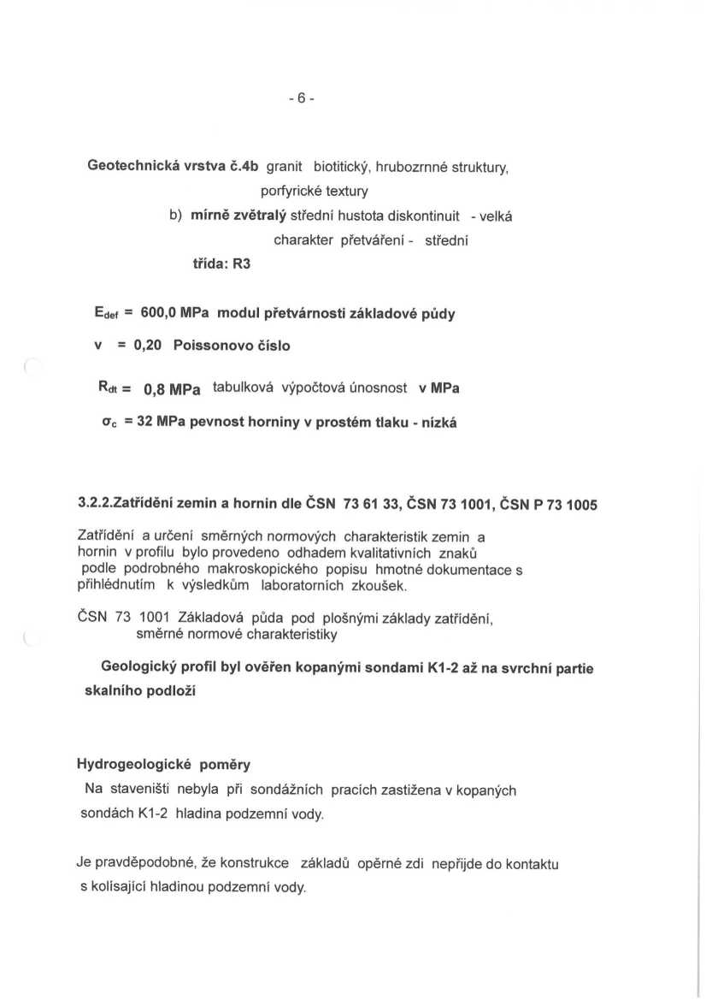 - 6 -
Geotechnická vrstva č.4b granit biotitický, hrubozrnné struktury,
porfyrické textury
b) mírně zvětralý střední hustota diskontinuit - velká
charakter přetváření - střední
třída: R3
Edef = 600,0 MPa modul přetvárnosti základové půdy
v = 0,20 Poissonovo číslo
Rdt = 0,8 MPa tabulková výpočtová únosnost v MPa
σc = 32 MPa pevnost horniny v prostém tlaku - nízká
3.2.2.Zatřídění zemin a hornin dle ČSN 73 61 33, ČSN 73 1001, ČSN P 73 1005
Zatřídění a určení směrných normových charakteristik zemin a
hornin v profilu bylo provedeno odhadem kvalitativních znaků
podle podrobného makroskopického popisu hmotné dokumentace s
přihlédnutím k výsledkům laboratorních zkoušek.
ČSN 73 1001 Základová půda pod plošnými základy zatřídění,
směrné normové charakteristiky
Geologický profil byl ověřen kopanými sondami K1-2 až na svrchní partie
skalního podloží
Hydrogeologické poměry
Na staveništi nebyla při sondážních pracích zastižena v kopaných
sondách K1-2 hladina podzemní vody.
Je pravděpodobné, že konstrukce základů opěrné zdi nepřijde do kontaktu
s kolísající hladinou podzemní vody.